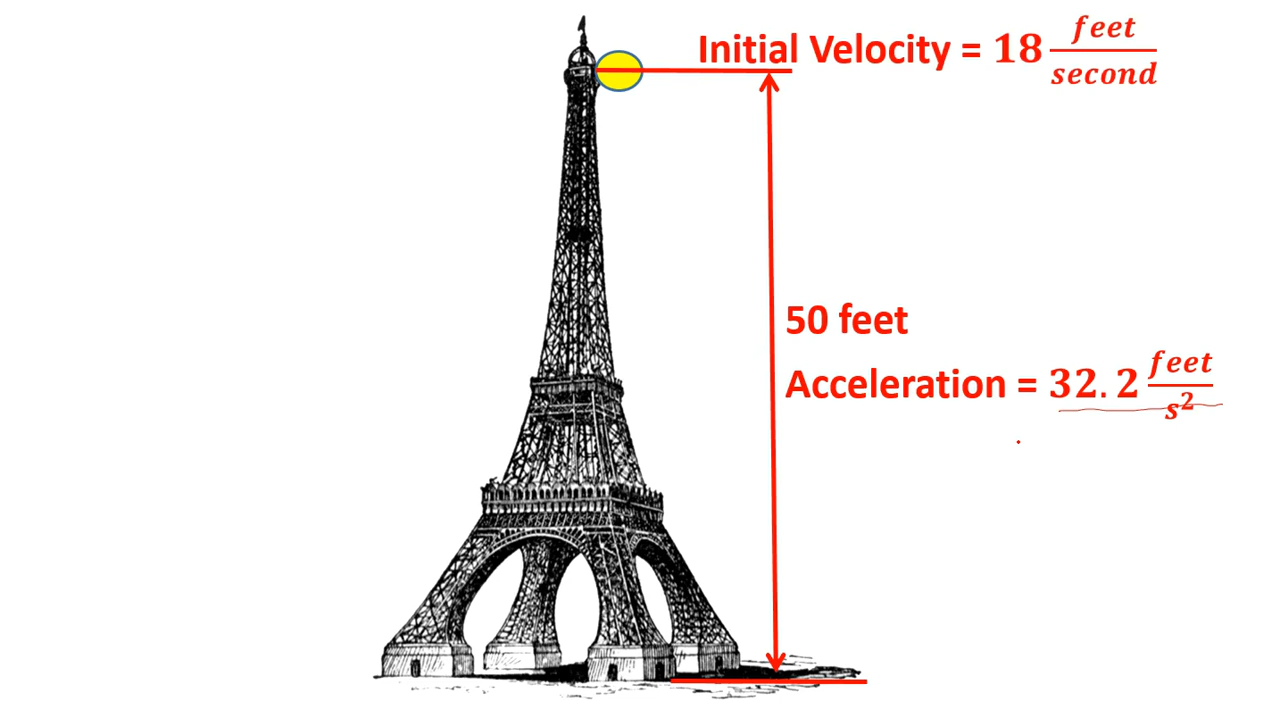 Initial Velocity = 18 feet/second
50 feet
Acceleration = 32.2 feet/s²